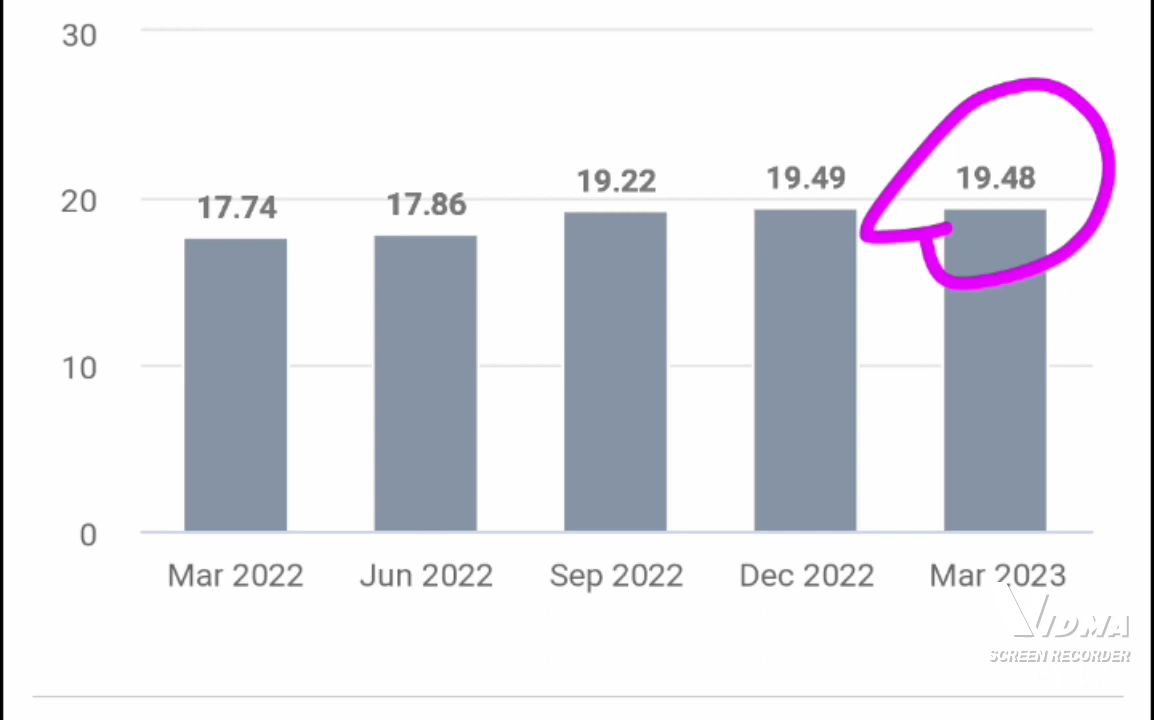 30
20
10
0
17.74
17.86
19.22
19.49
19.48
Mar 2022
Jun 2022
Sep 2022
Dec 2022
Mar 2023
VIDMA
SCREEN RECORDER